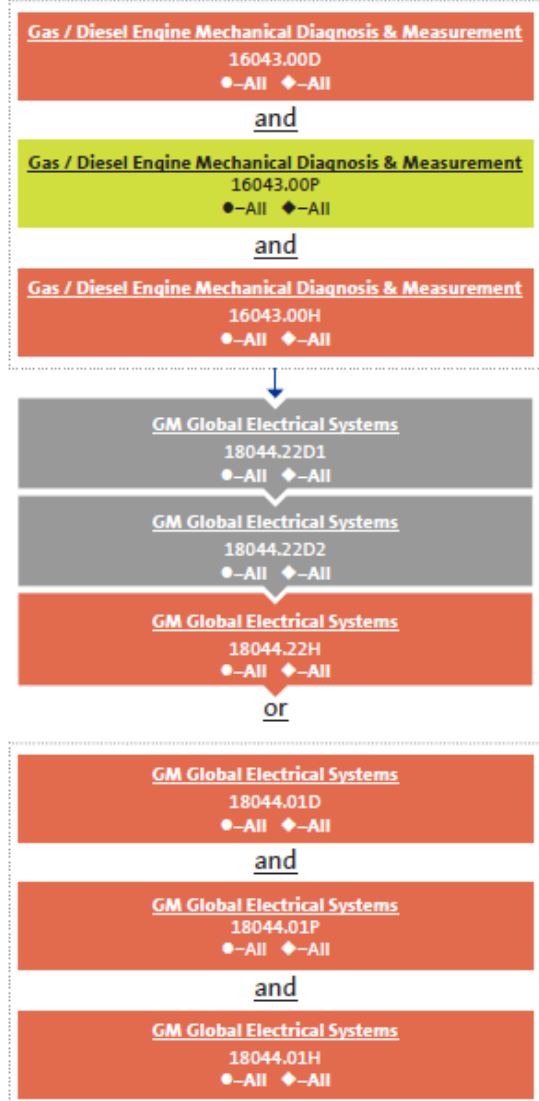 Gas / Diesel Engine Mechanical Diagnosis & Measurement
16043.00D
●–All ◆–All
and
Gas / Diesel Engine Mechanical Diagnosis & Measurement
16043.00P
●–All ◆–All
and
Gas / Diesel Engine Mechanical Diagnosis & Measurement
16043.00H
●–All ◆–All
GM Global Electrical Systems
18044.22D1
●–All ◆–All
GM Global Electrical Systems
18044.22D2
●–All ◆–All
GM Global Electrical Systems
18044.22H
●–All ◆–All
or
GM Global Electrical Systems
18044.01D
●–All ◆–All
and
GM Global Electrical Systems
18044.01P
●–All ◆–All
and
GM Global Electrical Systems
18044.01H
●–All ◆–All